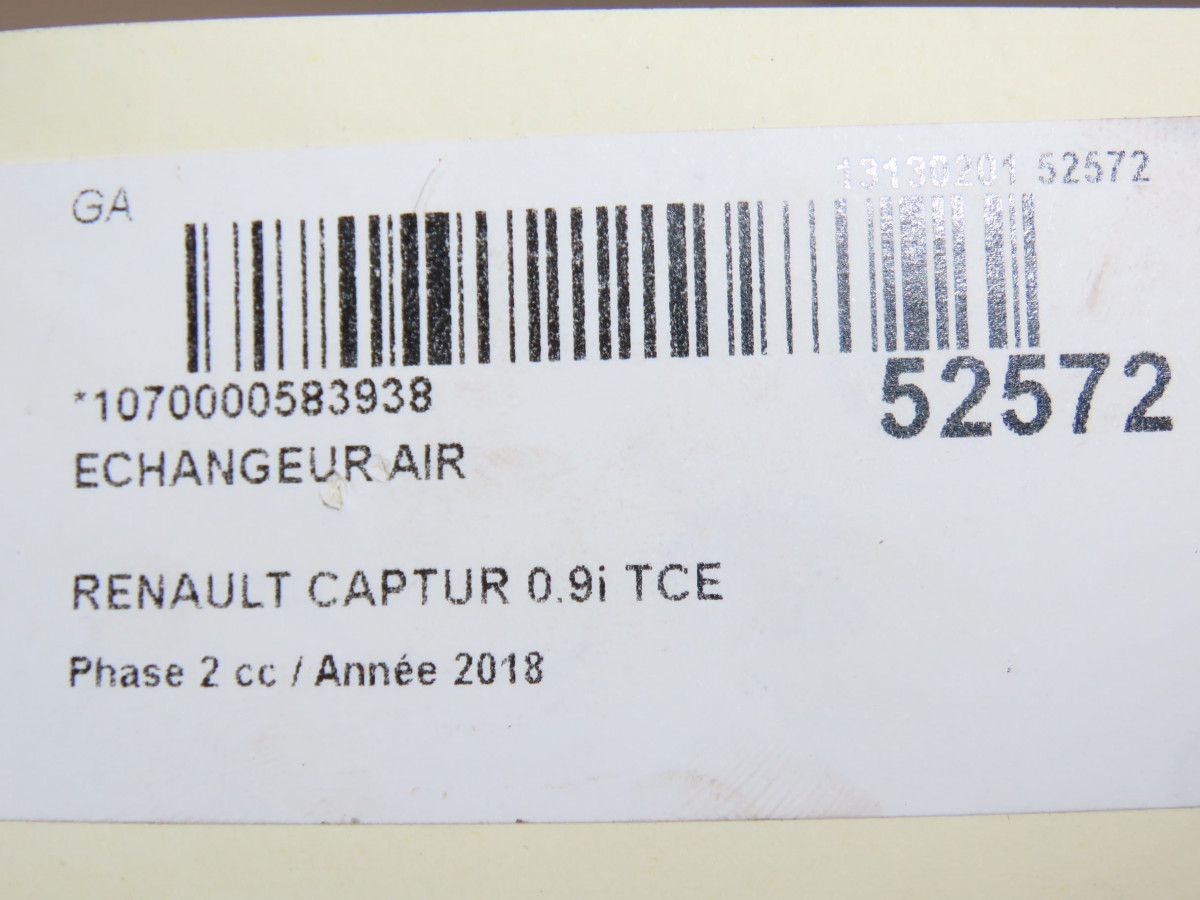 GA
13130201 52572
*1070000583938
52572
ECHANGEUR AIR
RENAULT CAPTUR 0.9i TCE
Phase 2 cc / Année 2018